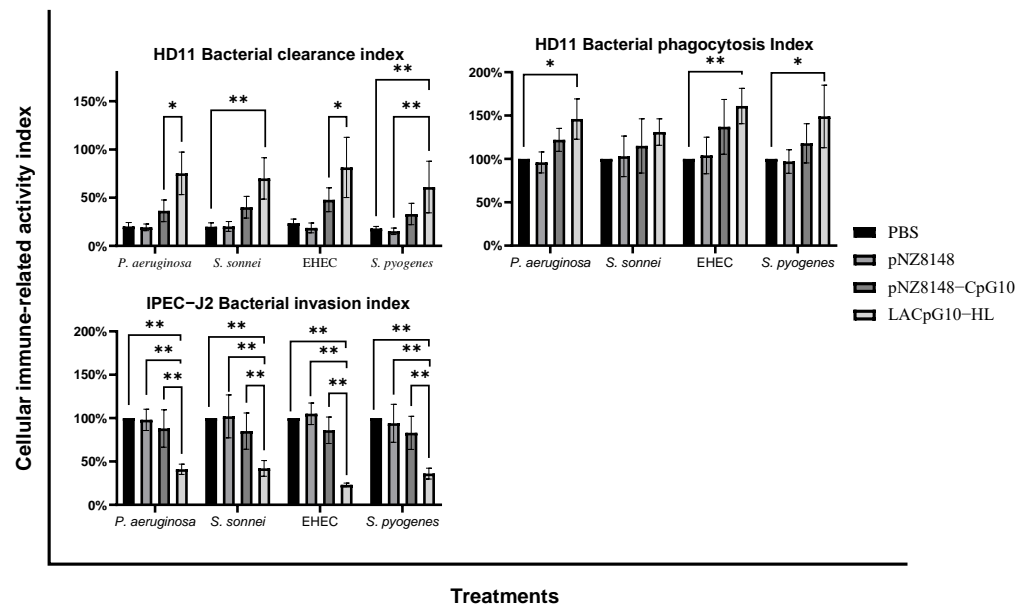 HD11 Bacterial clearance index
150%
100%
50%
0%
* ** * ** **
P. aeruginosa S. sonnei EHEC S. pyogenes
HD11 Bacterial phagocytosis Index
200%
150%
100%
50%
0%
* ** *
P. aeruginosa S. sonnei EHEC S. pyogenes
PBS
pNZ8148
pNZ8148−CpG10
LACpG10−HL
IPEC−J2 Bacterial invasion index
200%
150%
100%
50%
0%
** ** ** **
** ** ** **
** ** ** **
P. aeruginosa S. sonnei EHEC S. pyogenes
Cellular immune-related activity index
Treatments